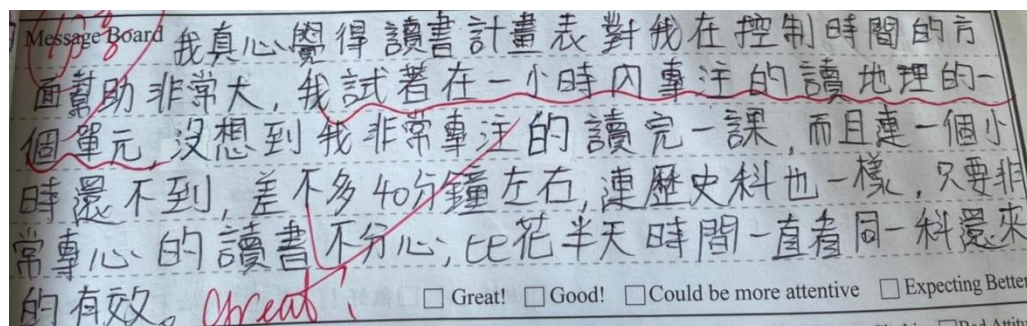 Message Board 我真心覺得讀書計畫表對我在控制時間的方
面幫助非常大,我試著在一小時內專注的讀地理的一
個單元,沒想到我非常專注的讀完一課,而且連一個小
時還不到,差不多40分鐘左右,連歷史科也一樣,只要非
常專心的讀書不分心,比花半天時間一直看同一科還來
的有效。Great!
□ Great! □ Good! □ Could be more attentive □ Expecting Better